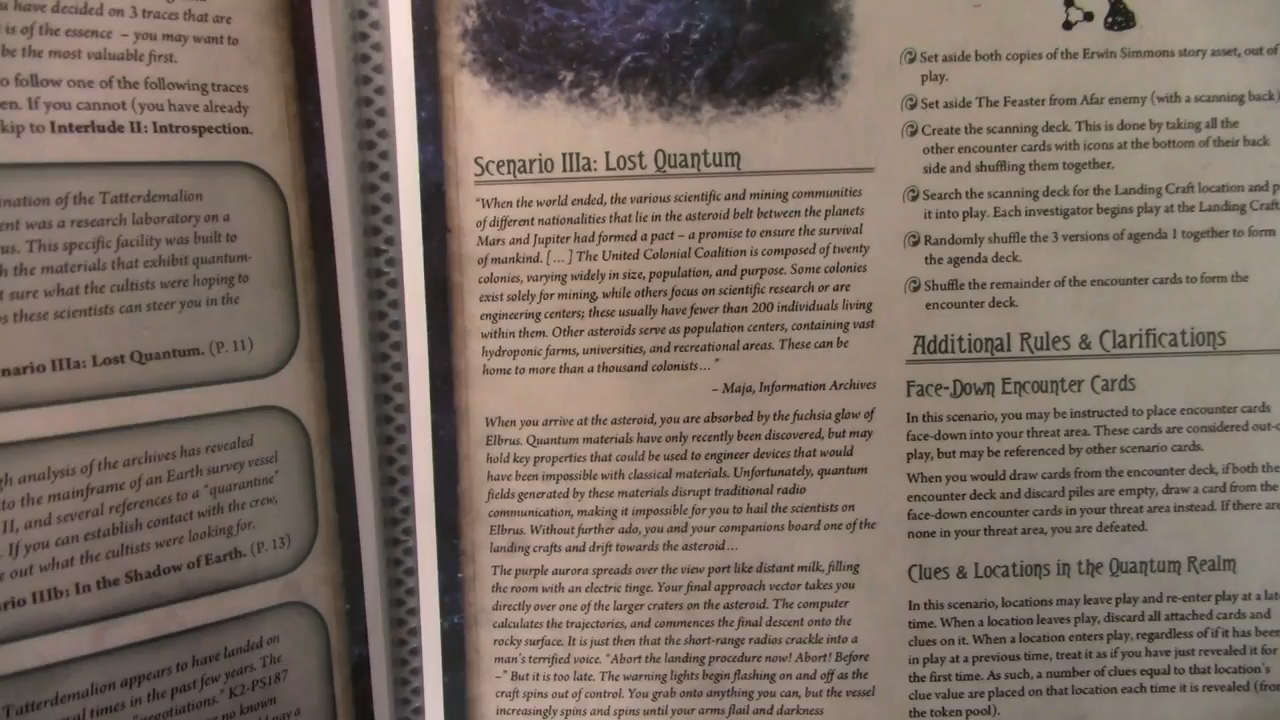 u have decided on 3 traces that are
is of the essence – you may want to
be the most valuable first.
o follow one of the following traces
en. If you cannot (you have already
kip to Interlude II: Introspection.
ination of the Tatterdemalion
ent was a research laboratory on a
us. This specific facility was built to
h the materials that exhibit quantum-
t sure what the cultists were hoping to
s these scientists can steer you in the
nario IIIa: Lost Quantum. (P. 11)
gh analysis of the archives has revealed
to the mainframe of an Earth survey vessel
II, and several references to a "quarantine"
If you can establish contact with the crew,
e out what the cultists were looking for.
rio IIIb: In the Shadow of Earth. (P. 13)
Tatterdemalion appears to have landed on
al times in the past few years. The
egotiations." K2-PS187
no known
Scenario IIIa: Lost Quantum
"When the world ended, the various scientific and mining communities
of different nationalities that lie in the asteroid belt between the planets
Mars and Jupiter had formed a pact – a promise to ensure the survival
of mankind. [… ] The United Colonial Coalition is composed of twenty
colonies, varying widely in size, population, and purpose. Some colonies
exist solely for mining, while others focus on scientific research or are
engineering centers; these usually have fewer than 200 individuals living
within them. Other asteroids serve as population centers, containing vast
hydroponic farms, universities, and recreational areas. These can be
home to more than a thousand colonists…"
– Maja, Information Archives
When you arrive at the asteroid, you are absorbed by the fuchsia glow of
Elbrus. Quantum materials have only recently been discovered, but may
hold key properties that could be used to engineer devices that would
have been impossible with classical materials. Unfortunately, quantum
fields generated by these materials disrupt traditional radio
communication, making it impossible for you to hail the scientists on
Elbrus. Without further ado, you and your companions board one of the
landing crafts and drift towards the asteroid…
The purple aurora spreads over the view port like distant milk, filling
the room with an electric tinge. Your final approach vector takes you
directly over one of the larger craters on the asteroid. The computer
calculates the trajectories, and commences the final descent onto the
rocky surface. It is just then that the short-range radios crackle into a
man's terrified voice. "Abort the landing procedure now! Abort! Before
–" But it is too late. The warning lights begin flashing on and off as the
craft spins out of control. You grab onto anything you can, but the vessel
increasingly spins and spins until your arms flail and darkness
Set aside both copies of the Erwin Simmons story asset, out of
play.
Set aside The Feaster from Afar enemy (with a scanning back)
Create the scanning deck. This is done by taking all the
other encounter cards with icons at the bottom of their back
side and shuffling them together.
Search the scanning deck for the Landing Craft location and p
it into play. Each investigator begins play at the Landing Craft
Randomly shuffle the 3 versions of agenda 1 together to form
the agenda deck.
Shuffle the remainder of the encounter cards to form the
encounter deck.
Additional Rules & Clarifications
Face-Down Encounter Cards
In this scenario, you may be instructed to place encounter cards
face-down into your threat area. These cards are considered out-o
play, but may be referenced by other scenario cards.
When you would draw cards from the encounter deck, if both the
encounter deck and discard piles are empty, draw a card from the
face-down encounter cards in your threat area instead. If there are
none in your threat area, you are defeated.
Clues & Locations in the Quantum Realm
In this scenario, locations may leave play and re-enter play at a late
time. When a location leaves play, discard all attached cards and
clues on it. When a location enters play, regardless of if it has been
in play at a previous time, treat it as if you have just revealed it for
the first time. As such, a number of clues equal to that location's
clue value are placed on that location each time it is revealed (from
the token pool).